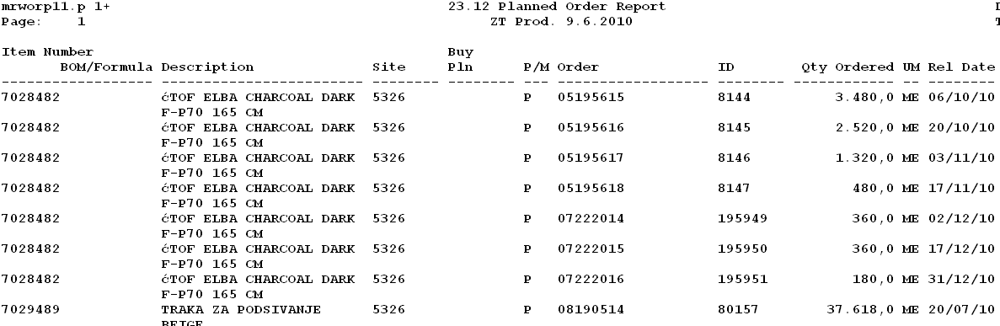 mrworp11.p 1+ 23.12 Planned Order Report
Page: 1 ZT Prod. 9.6.2010
Item Number Buy
BOM/Formula Description Site Pln P/M Order ID Qty Ordered UM Rel Date
------------------ ------------------------ -------- -------- --- ------------------ -------- ------------ -- --------
7028482 ćTOF ELBA CHARCOAL DARK 5326 P 05195615 8144 3.480,0 ME 06/10/10
F-P70 165 CM
7028482 ćTOF ELBA CHARCOAL DARK 5326 P 05195616 8145 2.520,0 ME 20/10/10
F-P70 165 CM
7028482 ćTOF ELBA CHARCOAL DARK 5326 P 05195617 8146 1.320,0 ME 03/11/10
F-P70 165 CM
7028482 ćTOF ELBA CHARCOAL DARK 5326 P 05195618 8147 480,0 ME 17/11/10
F-P70 165 CM
7028482 ćTOF ELBA CHARCOAL DARK 5326 P 07222014 195949 360,0 ME 02/12/10
F-P70 165 CM
7028482 ćTOF ELBA CHARCOAL DARK 5326 P 07222015 195950 360,0 ME 17/12/10
F-P70 165 CM
7028482 ćTOF ELBA CHARCOAL DARK 5326 P 07222016 195951 180,0 ME 31/12/10
F-P70 165 CM
7029489 TRAKA ZA PODSIVANJE 5326 P 08190514 80157 37.618,0 ME 20/07/10
BEIGE